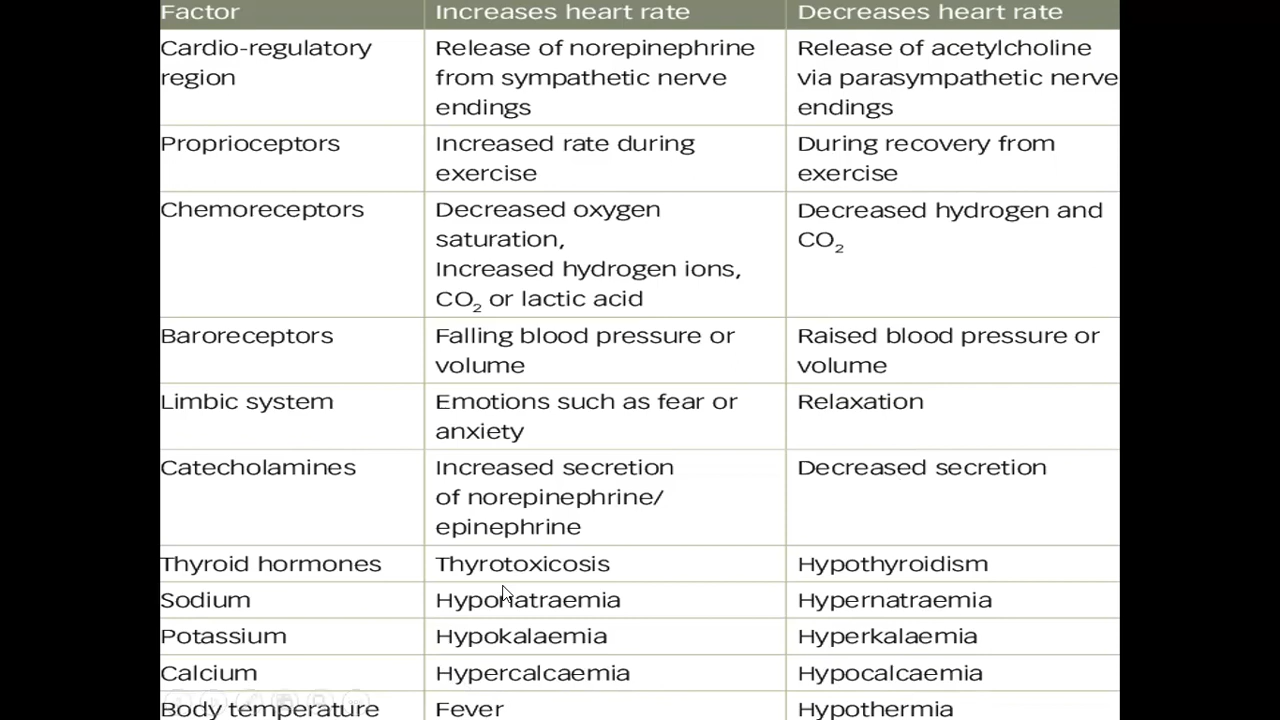 Factor Increases heart rate Decreases heart rate
Cardio-regulatory Release of norepinephrine Release of acetylcholine
region from sympathetic nerve via parasympathetic nerve
endings endings
Proprioceptors Increased rate during During recovery from
exercise exercise
Chemoreceptors Decreased oxygen Decreased hydrogen and
saturation, CO₂
Increased hydrogen ions,
CO₂ or lactic acid
Baroreceptors Falling blood pressure or Raised blood pressure or
volume volume
Limbic system Emotions such as fear or Relaxation
anxiety
Catecholamines Increased secretion Decreased secretion
of norepinephrine/
epinephrine
Thyroid hormones Thyrotoxicosis Hypothyroidism
Sodium Hyponatraemia Hypernatraemia
Potassium Hypokalaemia Hyperkalaemia
Calcium Hypercalcaemia Hypocalcaemia
Body temperature Fever Hypothermia